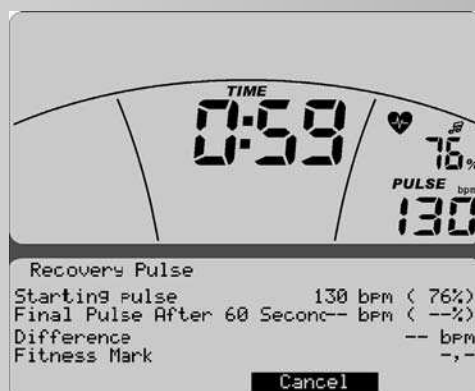 TIME
0:59
76%
PULSE bpm
130
Recovery Pulse
Starting pulse 130 bpm ( 76%)
Final Pulse After 60 Secon-- bpm ( --%)
Difference -- bpm
Fitness Mark -,-
Cancel